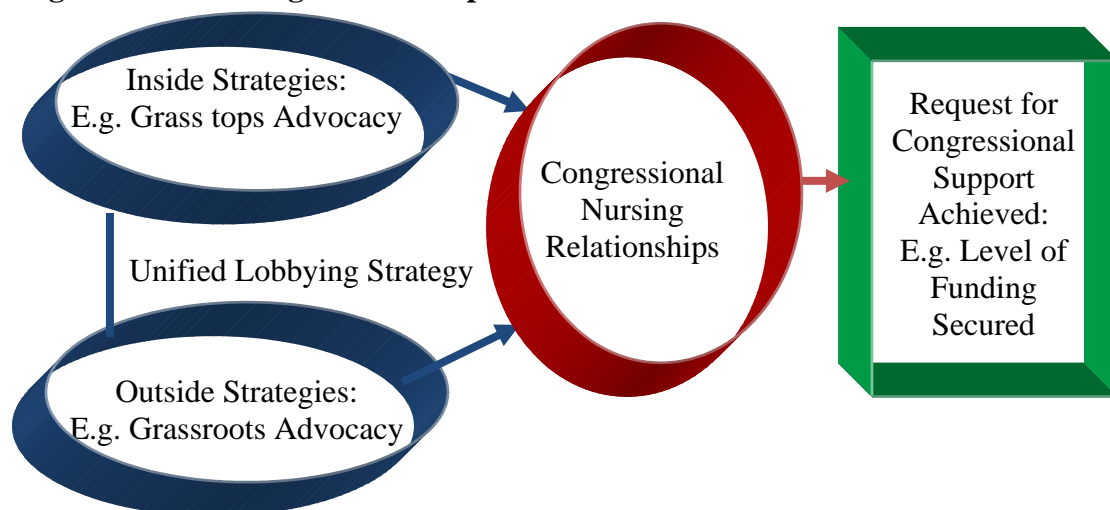 Inside Strategies:
E.g. Grass tops Advocacy
Unified Lobbying Strategy
Outside Strategies:
E.g. Grassroots Advocacy
Congressional
Nursing
Relationships
Request for
Congressional
Support
Achieved:
E.g. Level of
Funding
Secured